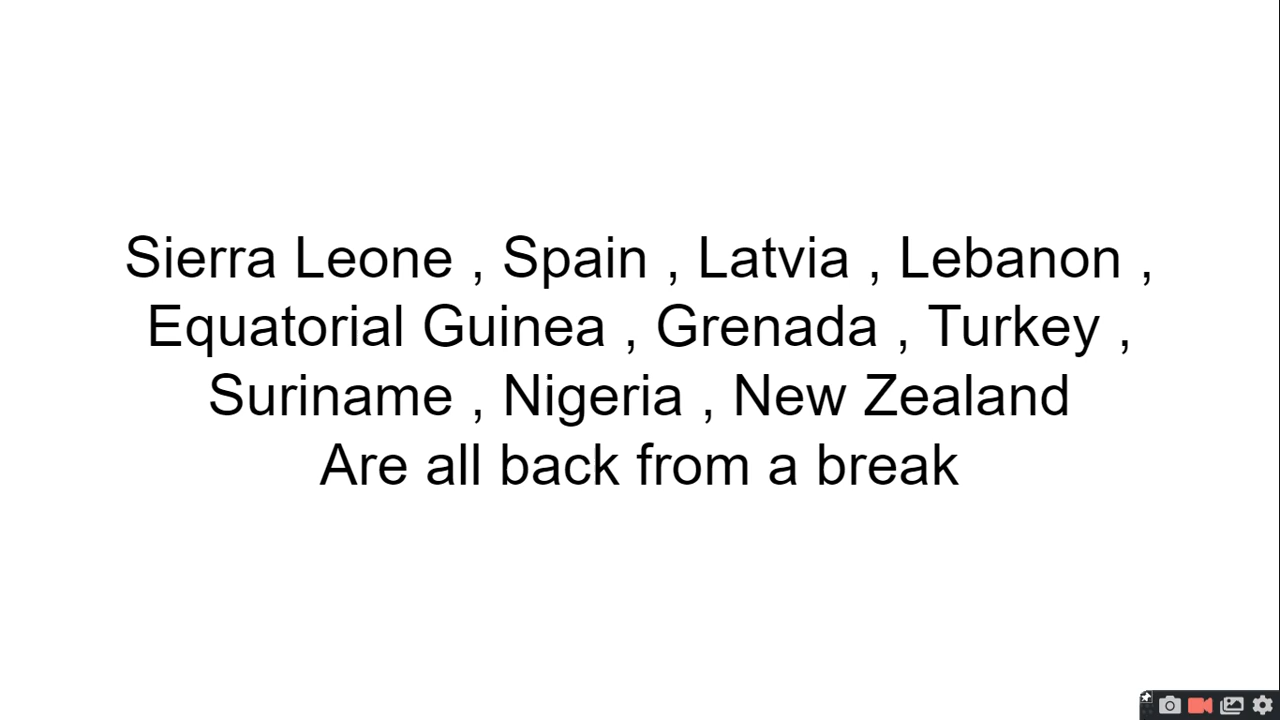 Sierra Leone , Spain , Latvia , Lebanon ,
Equatorial Guinea , Grenada , Turkey ,
Suriname , Nigeria , New Zealand
Are all back from a break